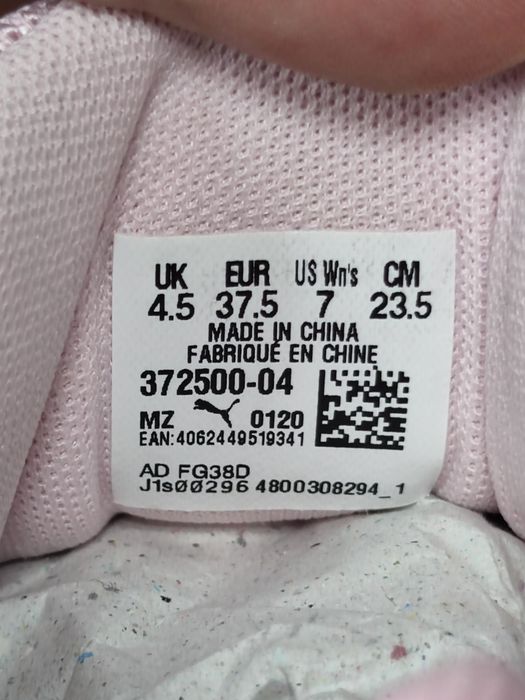 UK EUR US Wn's CM
4.5 37.5 7 23.5
MADE IN CHINA
FABRIQUÉ EN CHINE
372500-04
MZ 0120
EAN:4062449519341
AD FG38D
J1sØØ296 4800308294_1